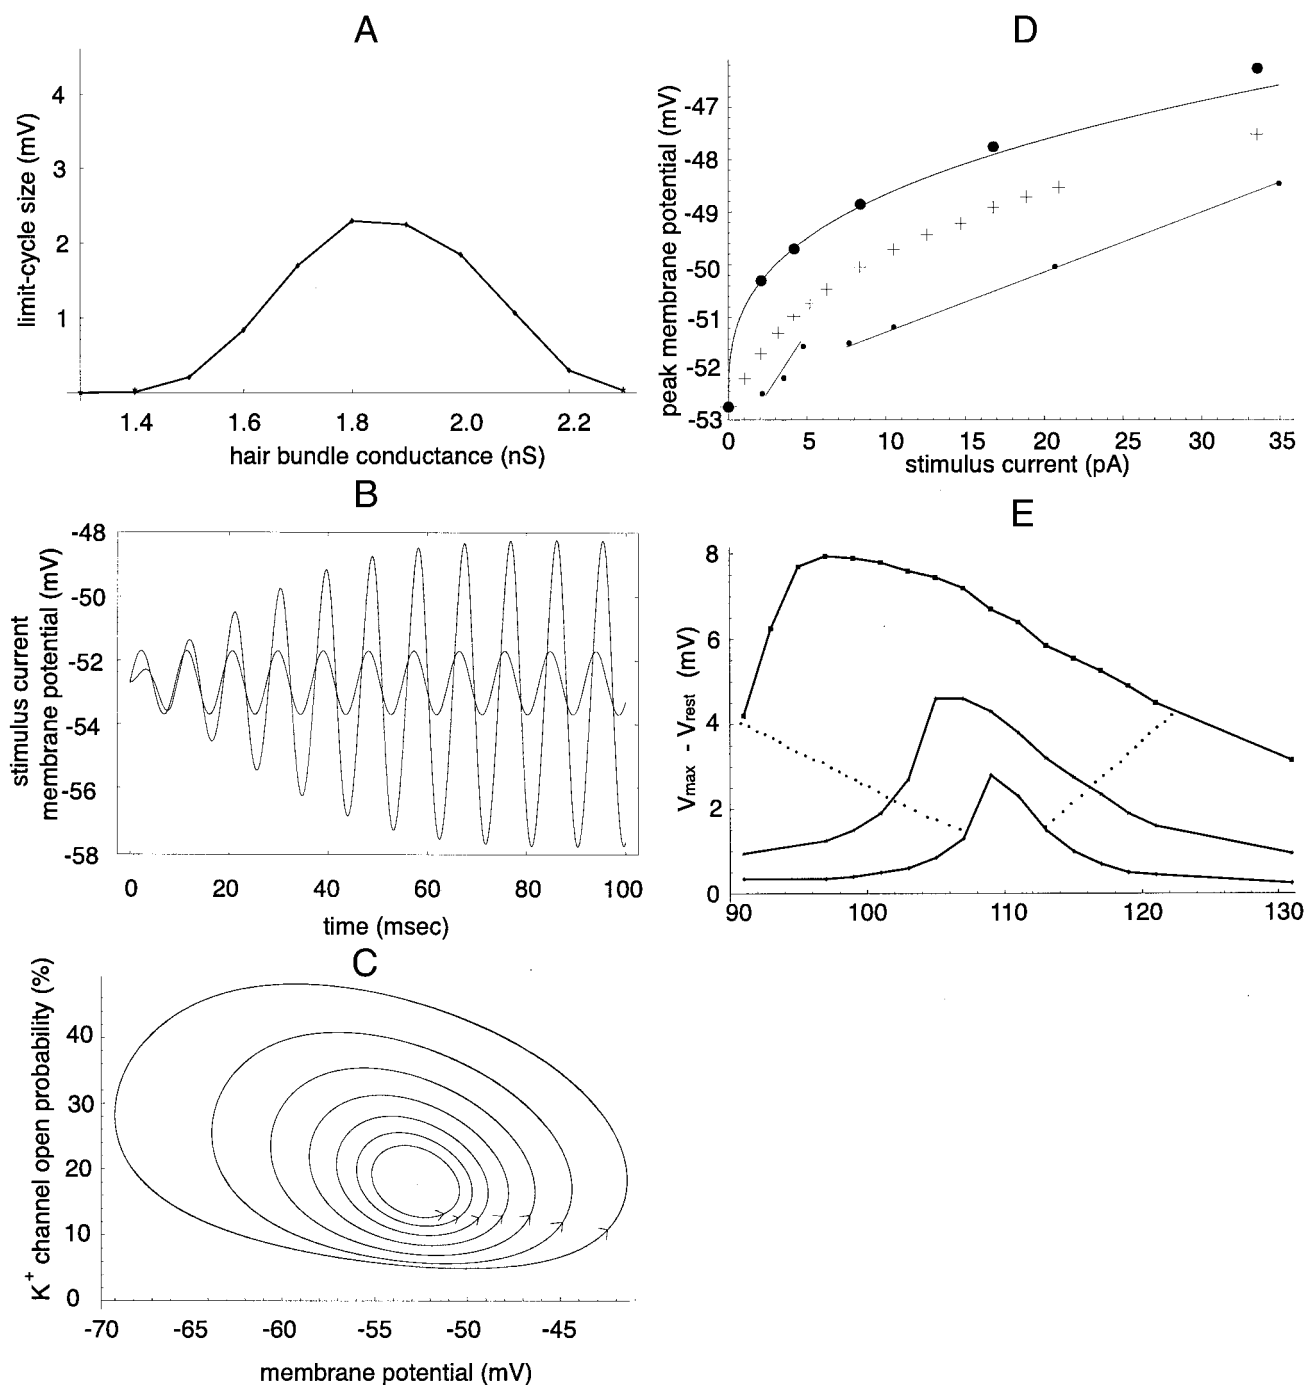 A
4
3
2
1
limit-cycle size (mV)
1.4 1.6 1.8 2.0 2.2
hair bundle conductance (nS)
B
-48
-50
-52
-54
-56
-58
stimulus current
membrane potential (mV)
0 20 40 60 80 100
time (msec)
C
40
30
20
10
0
K+ channel open probability (%)
-70 -65 -60 -55 -50 -45
membrane potential (mV)
D
-47
-48
-49
-50
-51
-52
-53
peak membrane potential (mV)
0 5 10 15 20 25 30 35
stimulus current (pA)
E
8
6
4
2
0
Vmax - Vrest (mV)
90 100 110 120 130